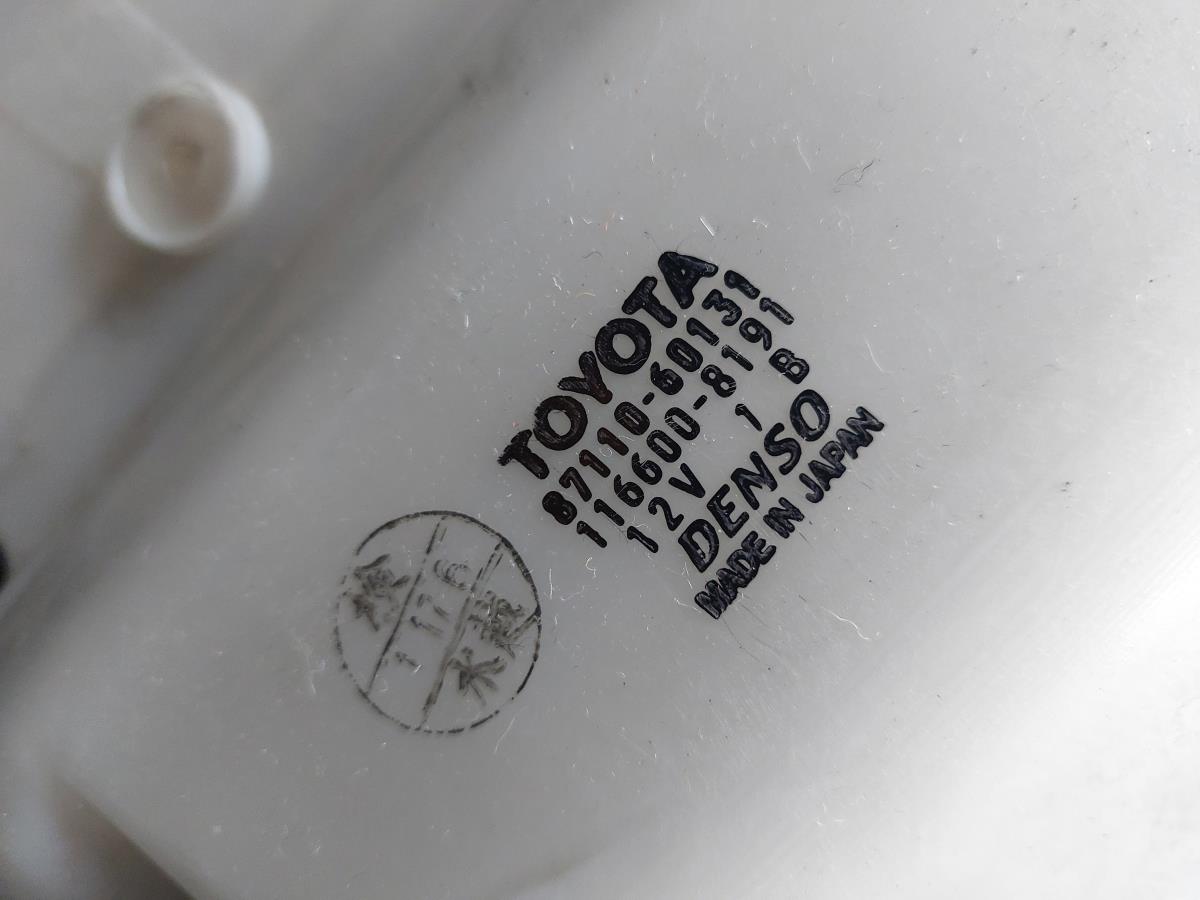 TOYOTA
87110-60131
116600-8191
12V 1 B
DENSO
MADE IN JAPAN